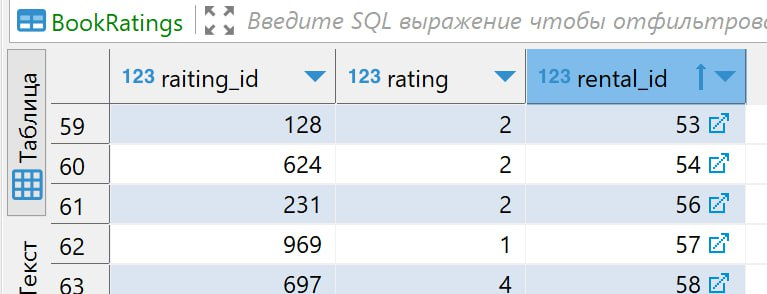 BookRatings Введите SQL выражение чтобы отфильтрова
Таблица
Текст
123 raiting_id 123 rating 123 rental_id
59 128 2 53
60 624 2 54
61 231 2 56
62 969 1 57
63 697 4 58